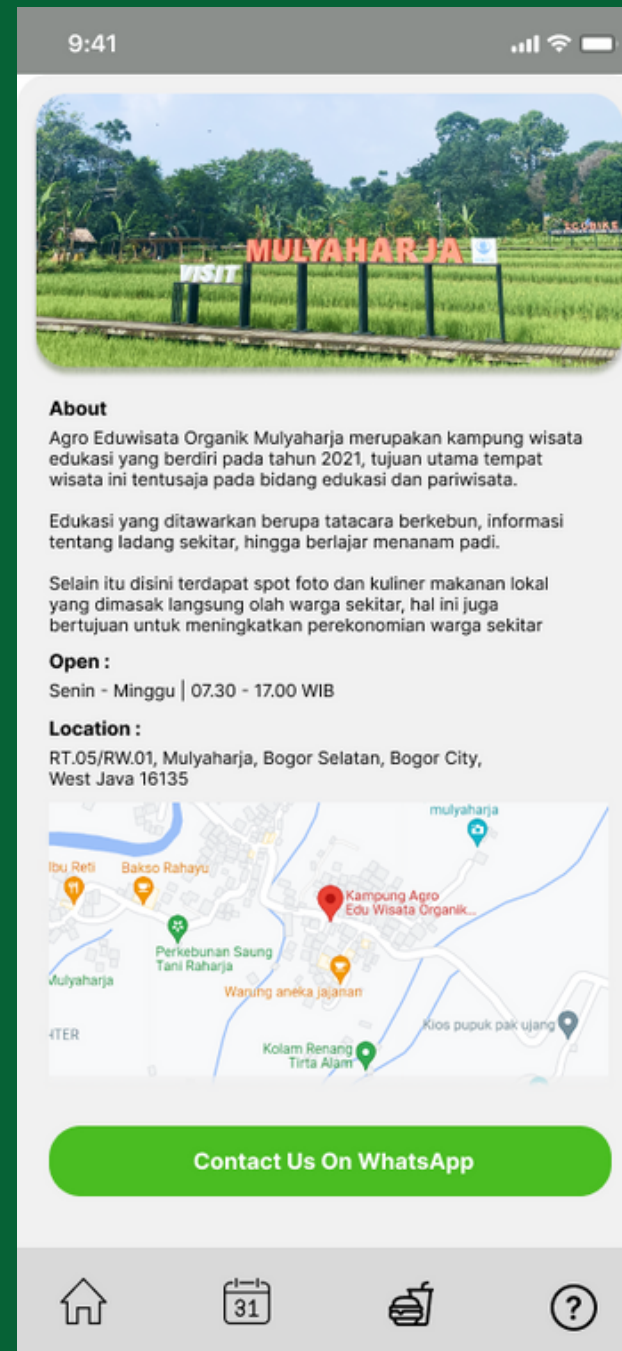 9:41
ECOBIKE
MULYAHARJA
VISIT
About
Agro Eduwisata Organik Mulyaharja merupakan kampung wisata
edukasi yang berdiri pada tahun 2021, tujuan utama tempat
wisata ini tentusaja pada bidang edukasi dan pariwisata.
Edukasi yang ditawarkan berupa tatacara berkebun, informasi
tentang ladang sekitar, hingga berlajar menanam padi.
Selain itu disini terdapat spot foto dan kuliner makanan lokal
yang dimasak langsung olah warga sekitar, hal ini juga
bertujuan untuk meningkatkan perekonomian warga sekitar
Open :
Senin - Minggu | 07.30 - 17.00 WIB
Location :
RT.05/RW.01, Mulyaharja, Bogor Selatan, Bogor City,
West Java 16135
mulyaharja
Ibu Reti
Bakso Rahayu
Kampung Agro
Edu Wisata Organik...
Perkebunan Saung
Tani Raharja
Mulyaharja
Warung aneka jajanan
HTER
Kios pupuk pak ujang
Kolam Renang
Tirta Alam
Contact Us On WhatsApp
31
?